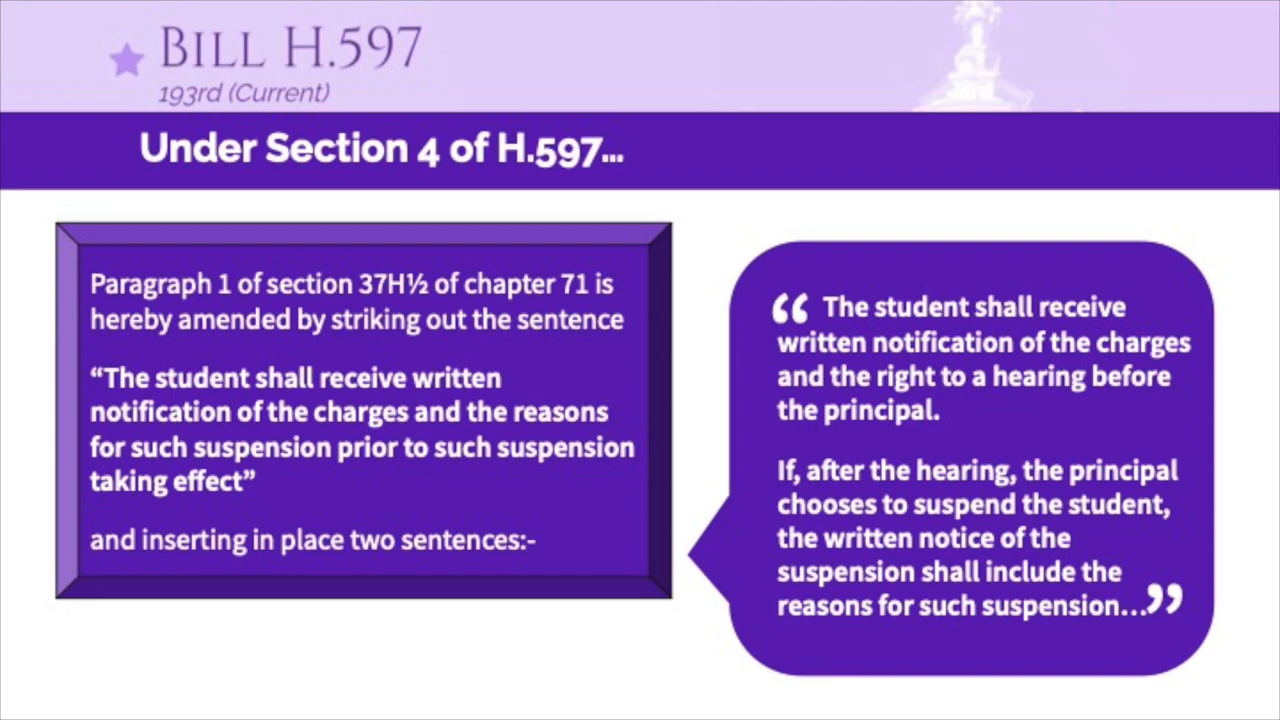 BILL H.597
193rd (Current)
Under Section 4 of H.597...
Paragraph 1 of section 37H½ of chapter 71 is
hereby amended by striking out the sentence
“The student shall receive written
notification of the charges and the reasons
for such suspension prior to such suspension
taking effect”
and inserting in place two sentences:-
“ The student shall receive
written notification of the charges
and the right to a hearing before
the principal.
If, after the hearing, the principal
chooses to suspend the student,
the written notice of the
suspension shall include the
reasons for such suspension...”